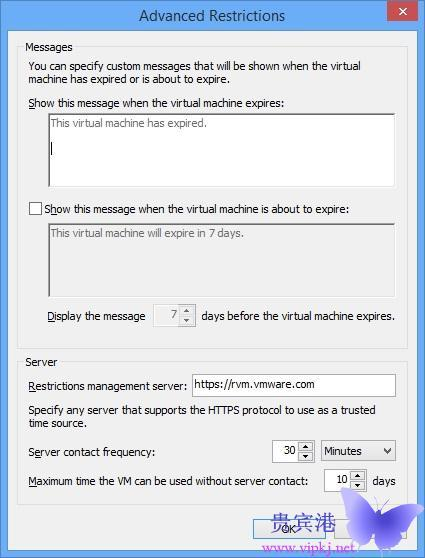 Advanced Restrictions
Messages
You can specify custom messages that will be shown when the virtual
machine has expired or is about to expire.
Show this message when the virtual machine expires:
This virtual machine has expired.
Show this message when the virtual machine is about to expire:
This virtual machine will expire in 7 days.
Display the message 7 days before the virtual machine expires.
Server
Restrictions management server: https://rvm.vmware.com
Specify any server that supports the HTTPS protocol to use as a trusted
time source.
Server contact frequency: 30 Minutes
Maximum time the VM can be used without server contact: 10 days
贵宾港
OK
www.vipkj.net